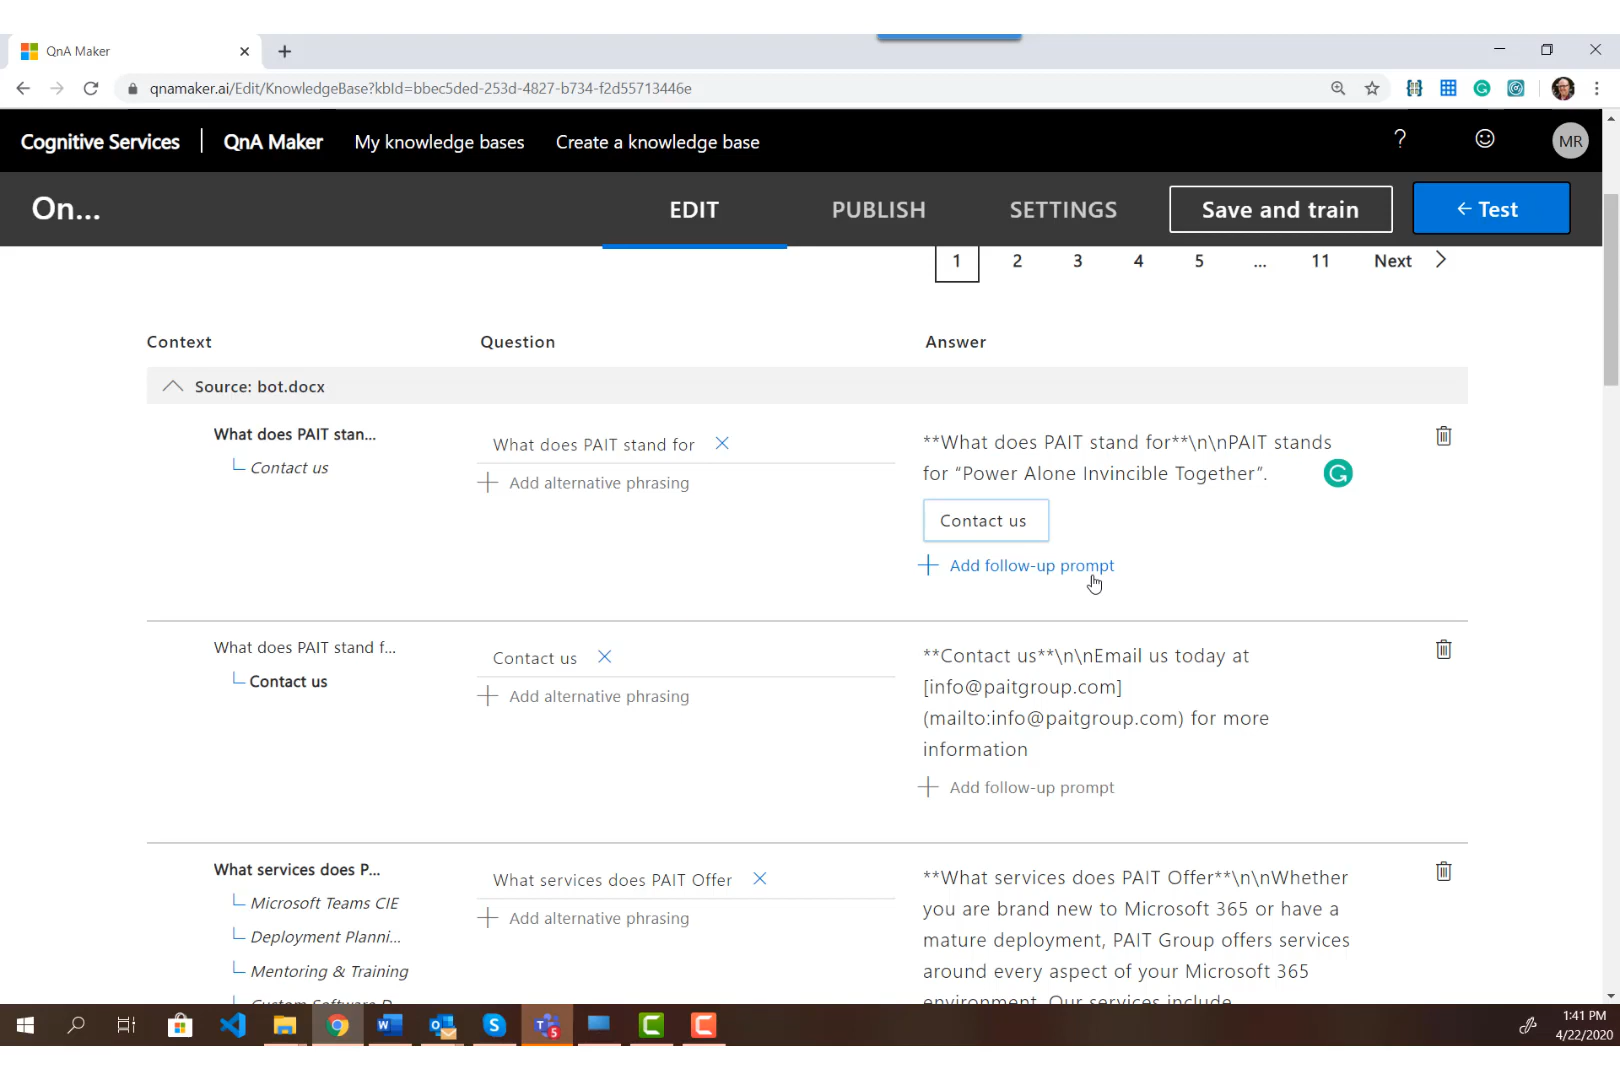 QnA Maker
qnamaker.ai/Edit/KnowledgeBase?kbId=bbec5ded-253d-4827-b734-f2d55713446e
Cognitive Services | QnA Maker My knowledge bases Create a knowledge base ? MR
On... EDIT PUBLISH SETTINGS Save and train ← Test
1 2 3 4 5 ... 11 Next
Context Question Answer
Source: bot.docx
What does PAIT stan...
Contact us
What does PAIT stand for
Add alternative phrasing
**What does PAIT stand for**\n\nPAIT stands
for “Power Alone Invincible Together”.
Contact us
Add follow-up prompt
What does PAIT stand f...
Contact us
Contact us
Add alternative phrasing
**Contact us**\n\nEmail us today at
[info@paitgroup.com]
(mailto:info@paitgroup.com) for more
information
Add follow-up prompt
What services does P...
Microsoft Teams CIE
Deployment Planni...
Mentoring & Training
What services does PAIT Offer
Add alternative phrasing
**What services does PAIT Offer**\n\nWhether
you are brand new to Microsoft 365 or have a
mature deployment, PAIT Group offers services
around every aspect of your Microsoft 365
environment. Our services include
1:41 PM
4/22/2020